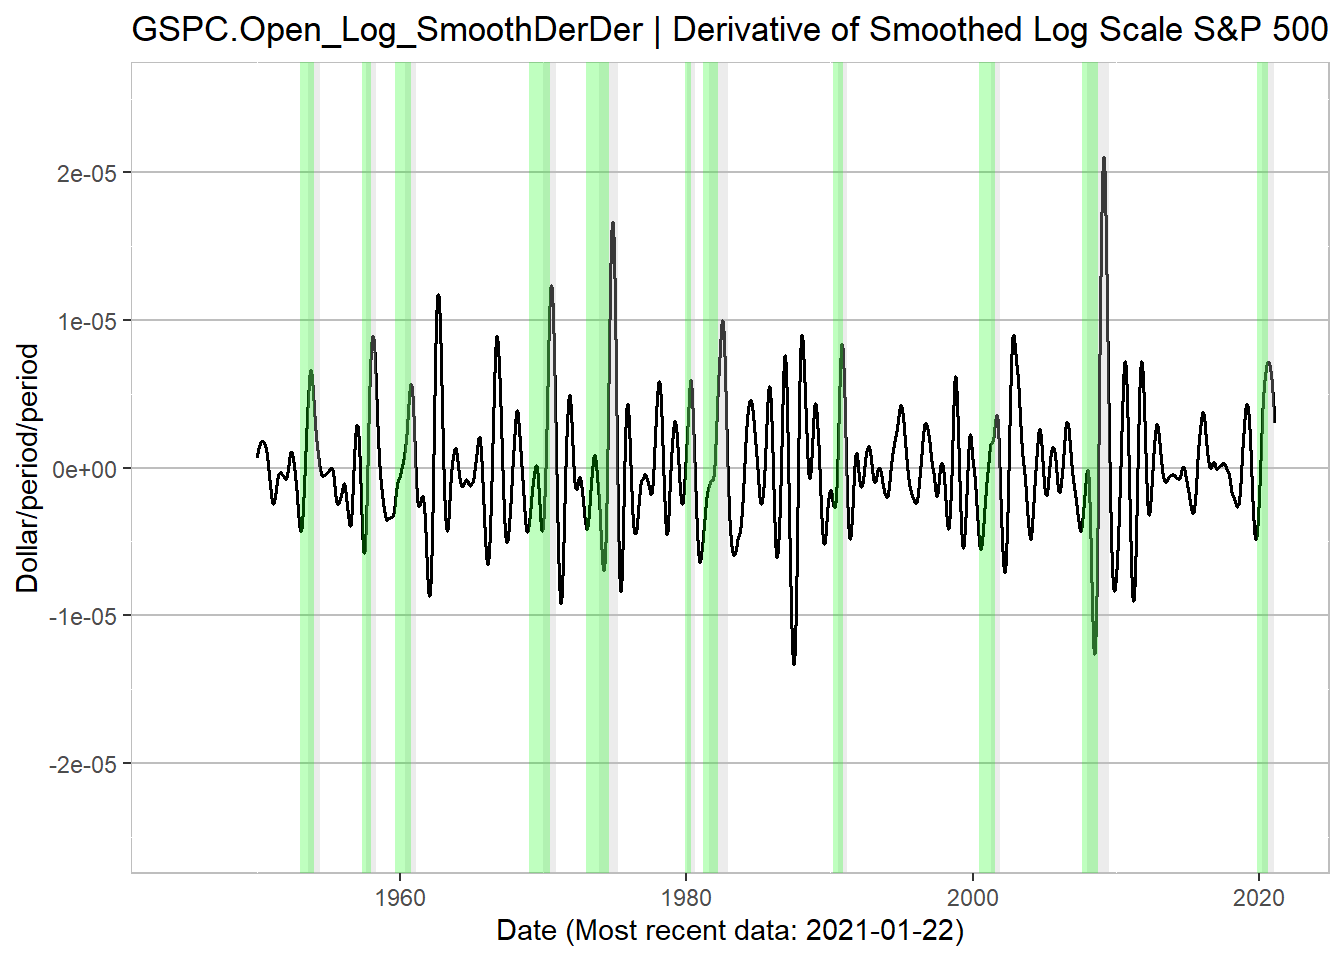 GSPC.Open_Log_SmoothDerDer | Derivative of Smoothed Log Scale S&P 500
Dollar/period/period
2e-05
1e-05
0e+00
-1e-05
-2e-05
1960 1980 2000 2020
Date (Most recent data: 2021-01-22)